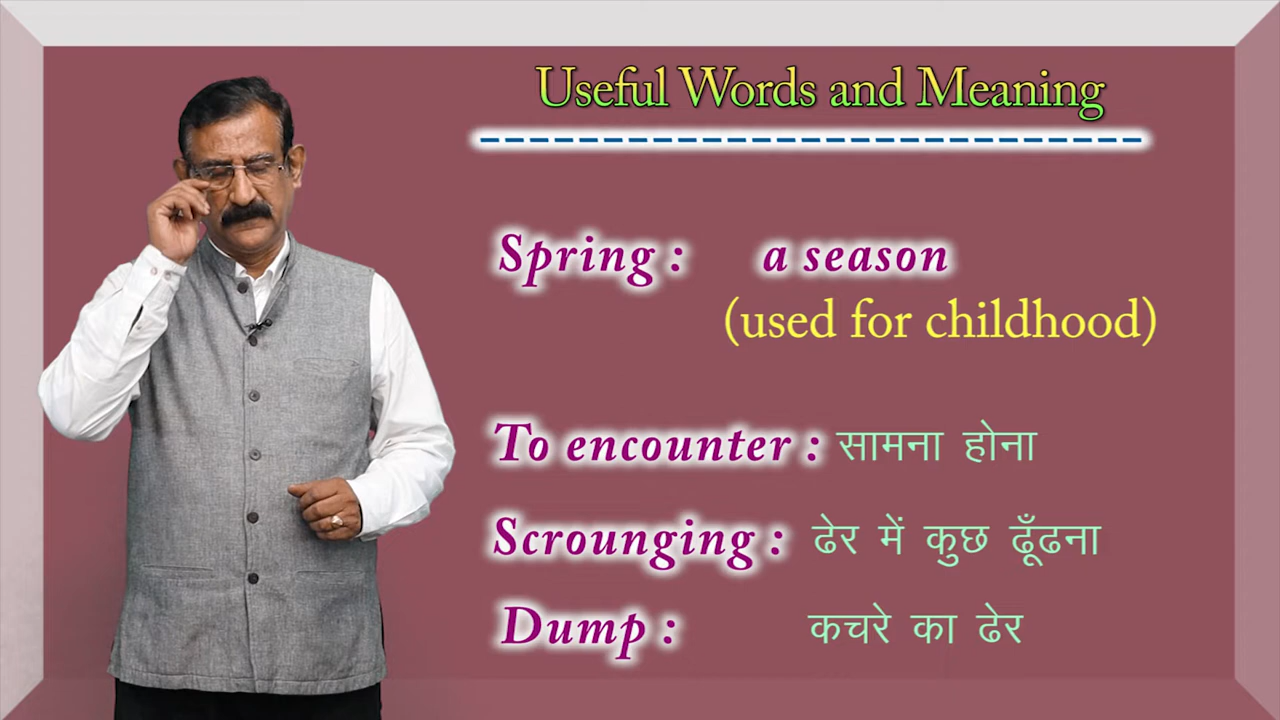 Useful Words and Meaning
Spring : a season
(used for childhood)
To encounter : सामना होना
Scrounging : ढेर में कुछ ढूँढना
Dump : कचरे का ढेर